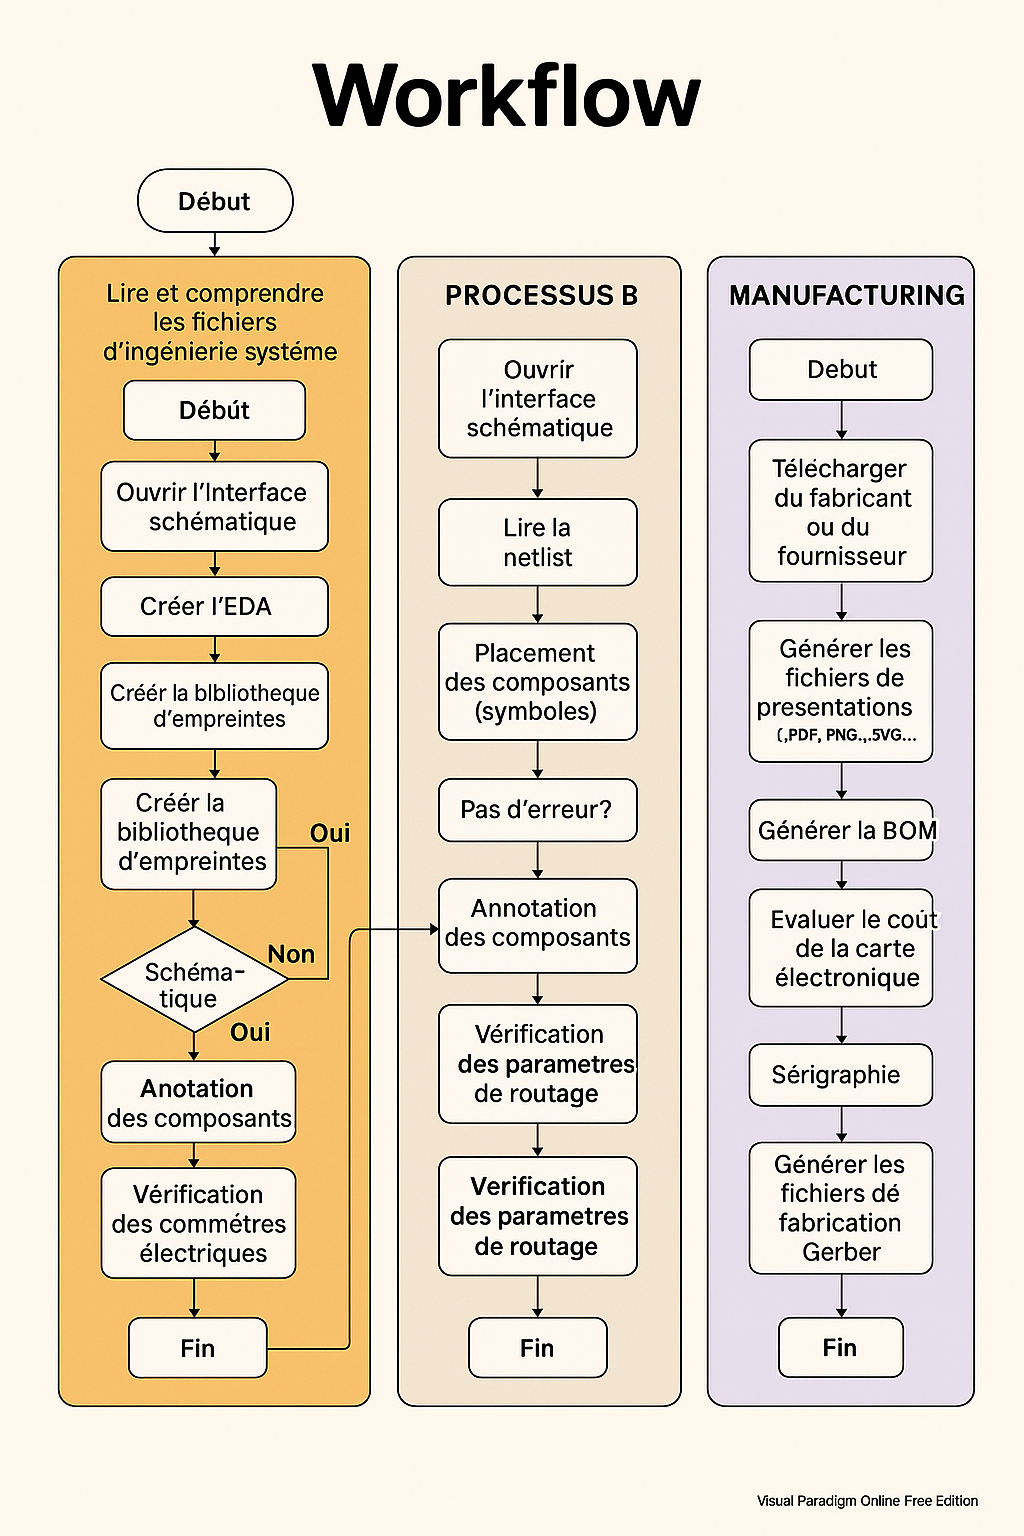 Workflow
Début
Lire et comprendre
les fichiers
d'ingénierie systéme
Débút
Ouvrir l'Interface
schématique
Créer l'EDA
Créér la bIbliotheque
d'empreintes
Créér la
bibliotheque
d'empreintes
Oui
Non
Schéma-
tique
Oui
Anotation
des composants
Vérification
des commétres
électriques
Fin
PROCESSUS B
Ouvrir
l'interface
schématique
Lire la
netlist
Placement
des composants
(symboles)
Pas d'erreur?
Annotation
des composants
Vérification
des parametres
de routage
Verification
des parametres
de routage
Fin
MANUFACTURING
Debut
Télécharger
du fabricant
ou du
fournisseur
Générer les
fichiers de
presentations
(,PDF, PNG.,.5VG...
Générer la BOM
Evaluer le coút
de la carte
électronique
Sérigraphie
Générer les
fichiers dé
fabrication
Gerber
Fin
Visual Paradigm Online Free Edition